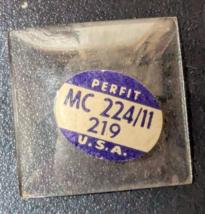 PERFIT
MC 224/11
219
U.S.A.